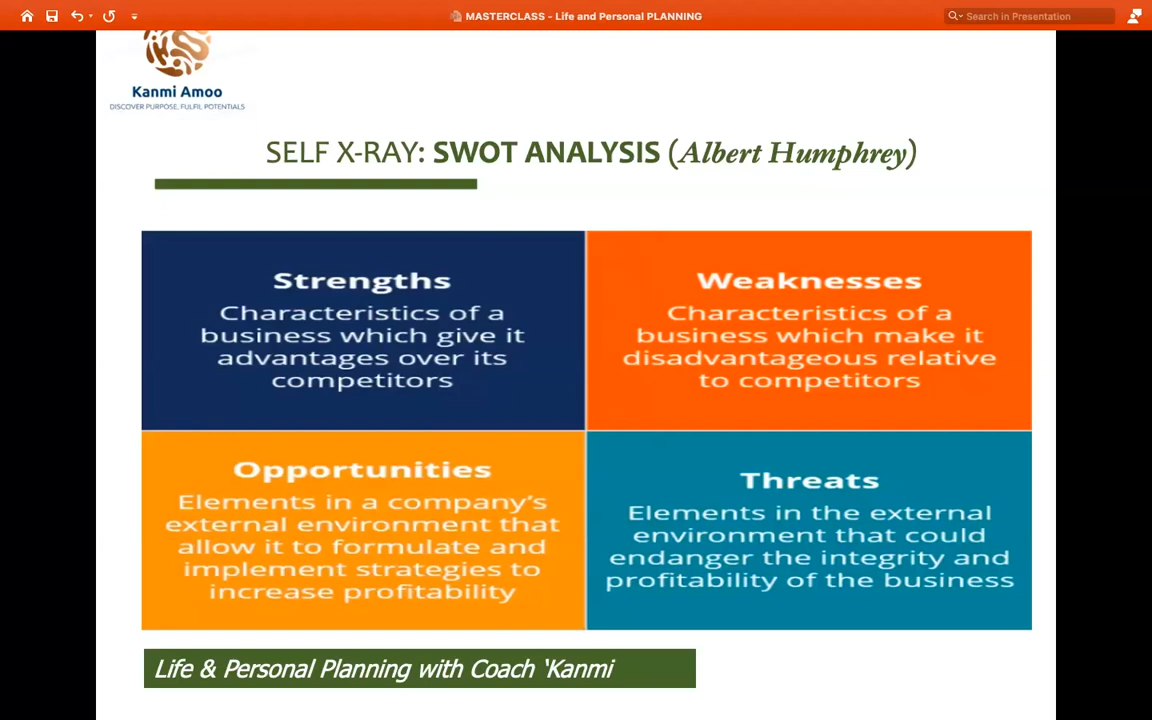 MASTERCLASS - Life and Personal PLANNING
Search in Presentation
Kanmi Amoo
DISCOVER PURPOSE, FULFIL POTENTIALS
SELF X-RAY: SWOT ANALYSIS (Albert Humphrey)
Strengths
Characteristics of a
business which give it
advantages over its
competitors
Weaknesses
Characteristics of a
business which make it
disadvantageous relative
to competitors
Opportunities
Elements in a company's
external environment that
allow it to formulate and
implement strategies to
increase profitability
Threats
Elements in the external
environment that could
endanger the integrity and
profitability of the business
Life & Personal Planning with Coach 'Kanmi